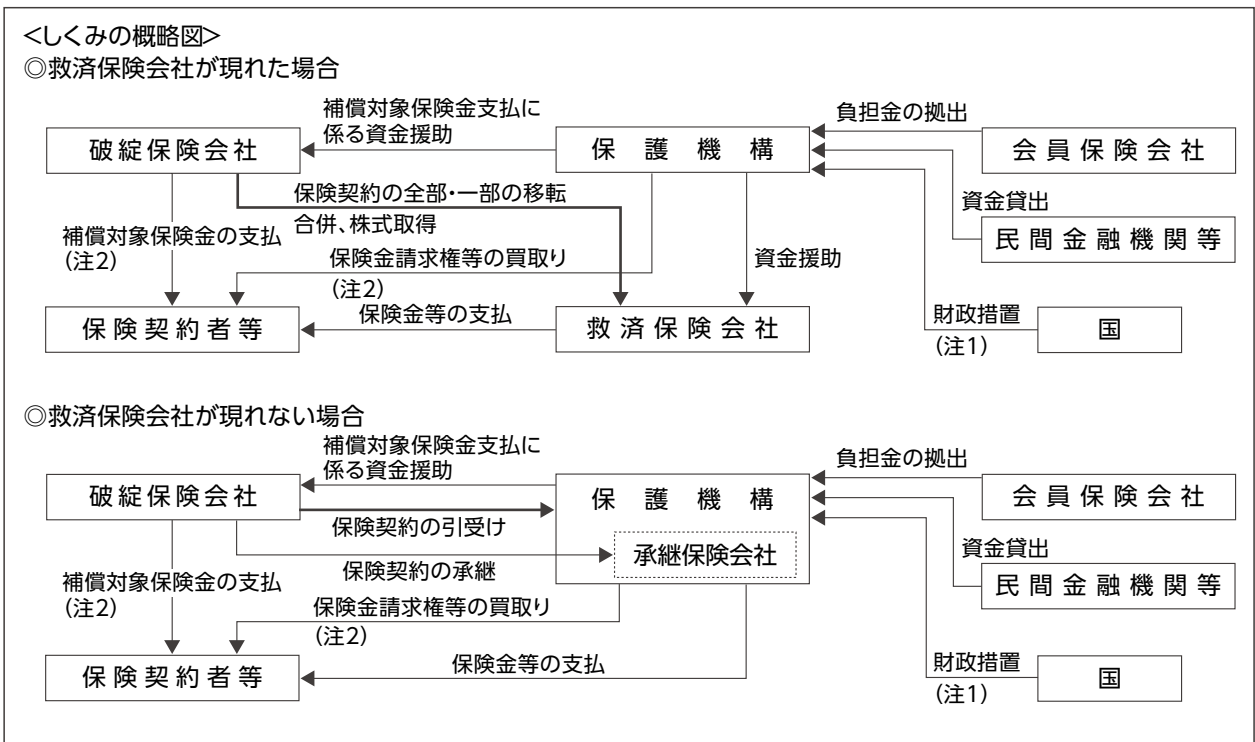 <しくみの概略図>
◎救済保険会社が現れた場合
補償対象保険金支払に
係る資金援助
負担金の拠出
破綻保険会社
保護機構
会員保険会社
保険契約の全部・一部の移転
合併、株式取得
資金貸出
民間金融機関等
補償対象保険金の支払
(注2)
保険金請求権等の買取り
(注2)
資金援助
保険金等の支払
財政措置
(注1)
保険契約者等
救済保険会社
国
◎救済保険会社が現れない場合
補償対象保険金支払に
係る資金援助
負担金の拠出
破綻保険会社
保護機構
会員保険会社
保険契約の引受け
承継保険会社
資金貸出
保険契約の承継
民間金融機関等
補償対象保険金の支払
(注2)
保険金請求権等の買取り
(注2)
保険金等の支払
財政措置
(注1)
保険契約者等
国